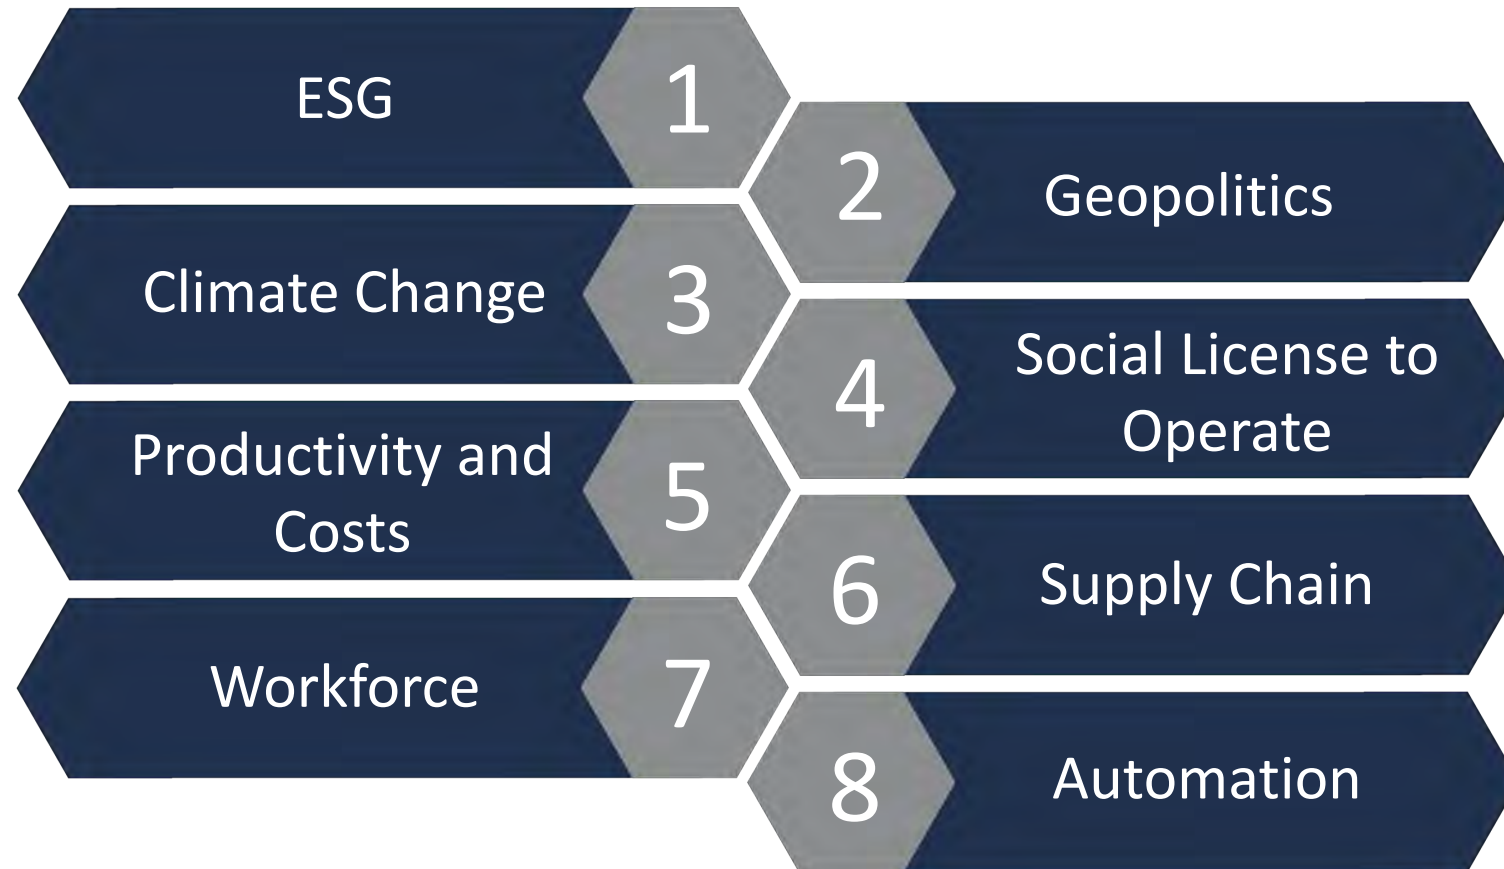 ESG
1
2
Geopolitics
Climate Change
3
4
Social License to
Operate
Productivity and
Costs
5
6
Supply Chain
Workforce
7
8
Automation